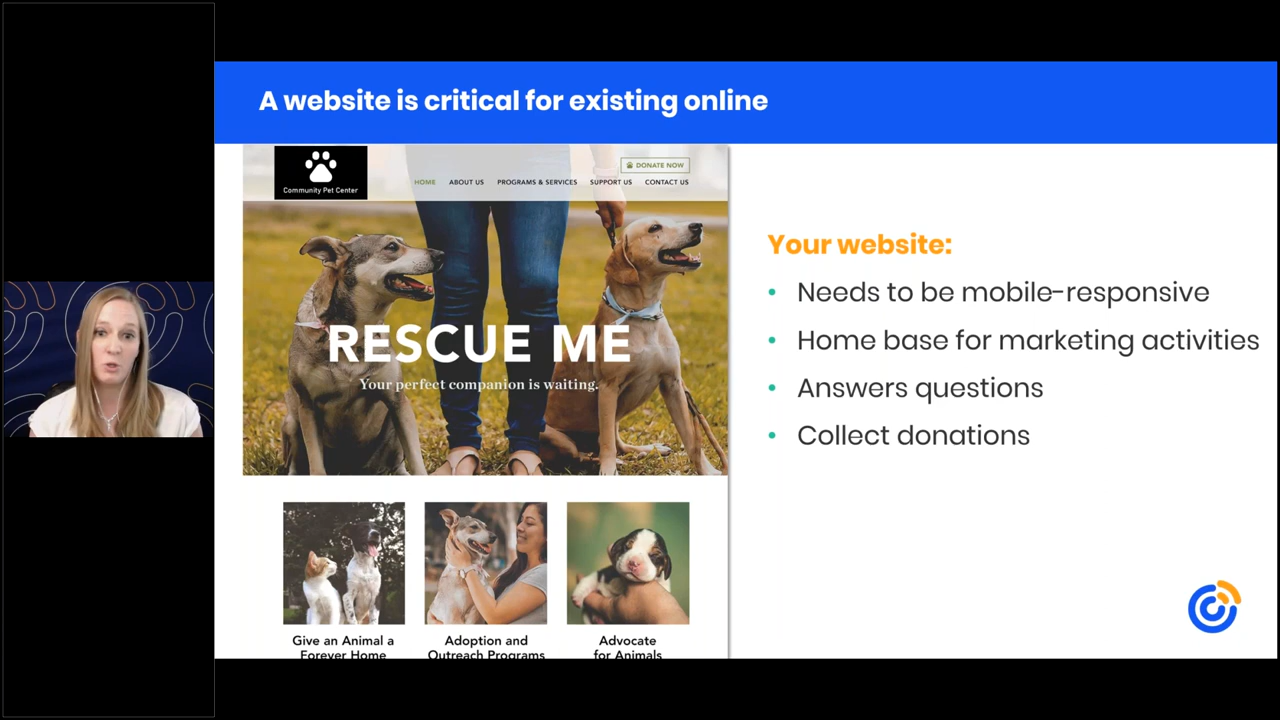 A website is critical for existing online
Community Pet Center
DONATE NOW
HOME ABOUT US PROGRAMS & SERVICES SUPPORT US CONTACT US
RESCUE ME
Your perfect companion is waiting.
Give an Animal a
Forever Home
Adoption and
Outreach Programs
Advocate
for Animals
Your website:
• Needs to be mobile-responsive
• Home base for marketing activities
• Answers questions
• Collect donations